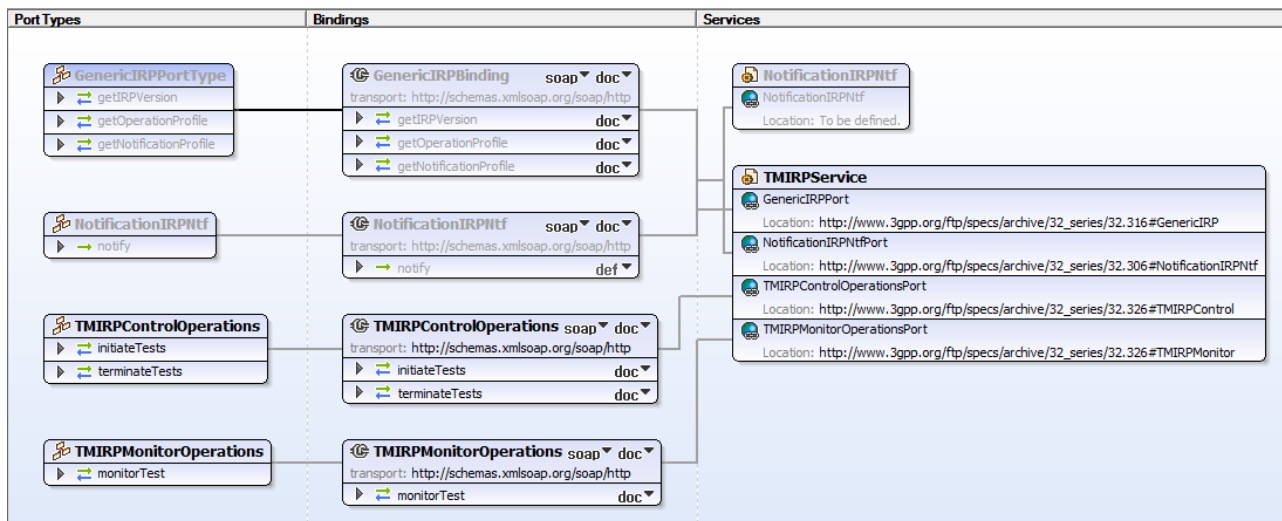 Port Types
Bindings
Services
GenericIRPPortType
getIRPVersion
getOperationProfile
getNotificationProfile
NotificationIRPNtf
notify
TMIRPControlOperations
initiateTests
terminateTests
TMIRPMonitorOperations
monitorTest
GenericIRPBinding soap doc
transport: http://schemas.xmlsoap.org/soap/http
getIRPVersion doc
getOperationProfile doc
getNotificationProfile doc
NotificationIRPNtf soap doc
transport: http://schemas.xmlsoap.org/soap/http
notify def
TMIRPControlOperations soap doc
transport: http://schemas.xmlsoap.org/soap/http
initiateTests doc
terminateTests doc
TMIRPMonitorOperations soap doc
transport: http://schemas.xmlsoap.org/soap/http
monitorTest doc
NotificationIRPNtf
NotificationIRPNtf
Location: To be defined.
TMIRPService
GenericIRPPort
Location: http://www.3gpp.org/ftp/specs/archive/32_series/32.316#GenericIRP
NotificationIRPNtfPort
Location: http://www.3gpp.org/ftp/specs/archive/32_series/32.306#NotificationIRPNtf
TMIRPControlOperationsPort
Location: http://www.3gpp.org/ftp/specs/archive/32_series/32.326#TMIRPControl
TMIRPMonitorOperationsPort
Location: http://www.3gpp.org/ftp/specs/archive/32_series/32.326#TMIRPMonitor